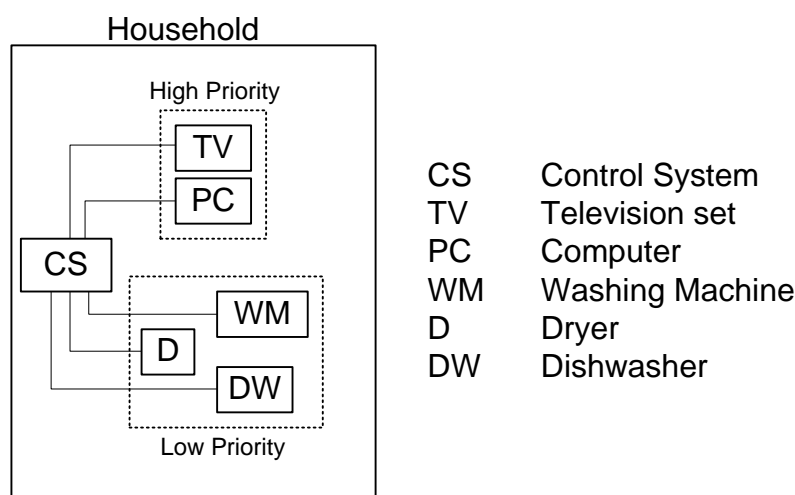 Household
High Priority
TV
PC
CS
WM
D
DW
Low Priority
CS Control System
TV Television set
PC Computer
WM Washing Machine
D Dryer
DW Dishwasher